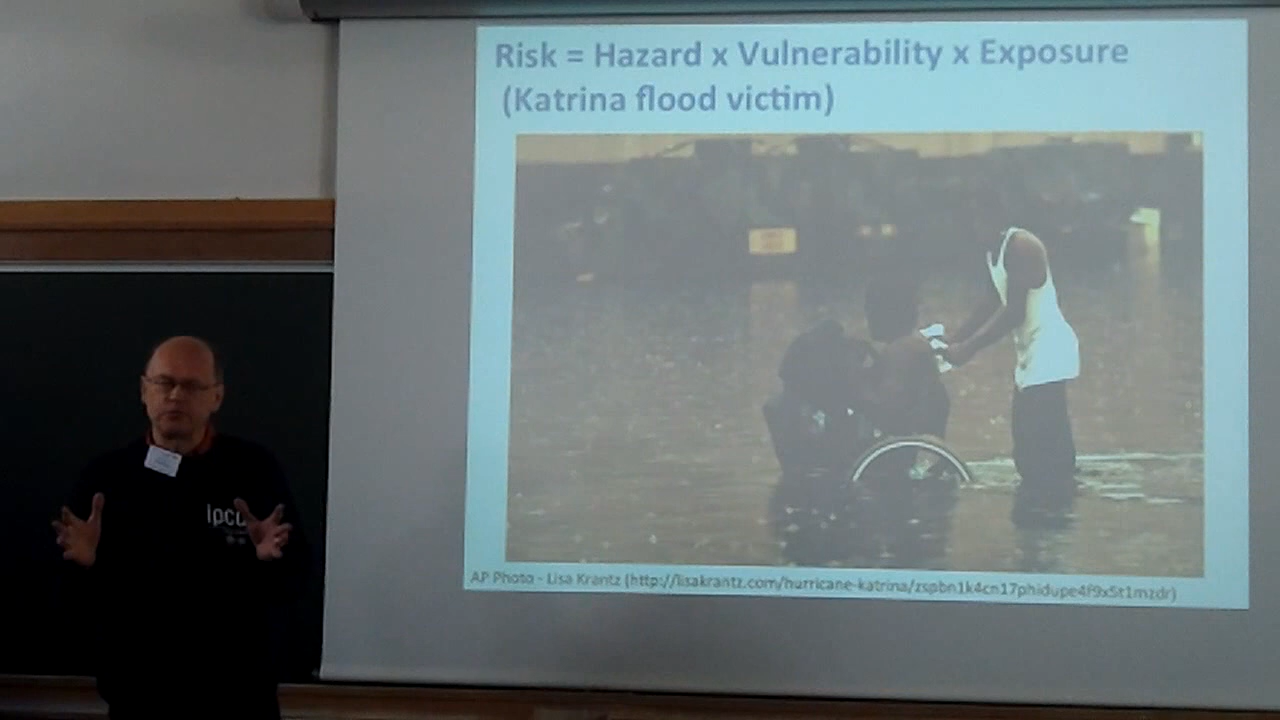 Risk = Hazard x Vulnerability x Exposure
(Katrina flood victim)
AP Photo - Lisa Krantz (http://lisakrantz.com/hurricane-katrina/zspbn1k4cn17phidupe4f9x5t1mzdr)